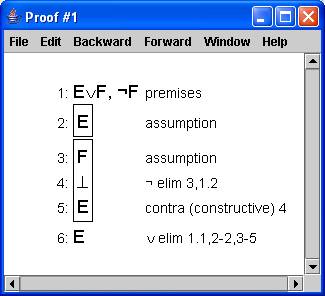 Proof #1
File Edit Backward Forward Window Help
1: E∨F, ¬F premises
2: E assumption
3: F assumption
4: ⊥ ¬ elim 3,1.2
5: E contra (constructive) 4
6: E ∨ elim 1.1,2-2,3-5